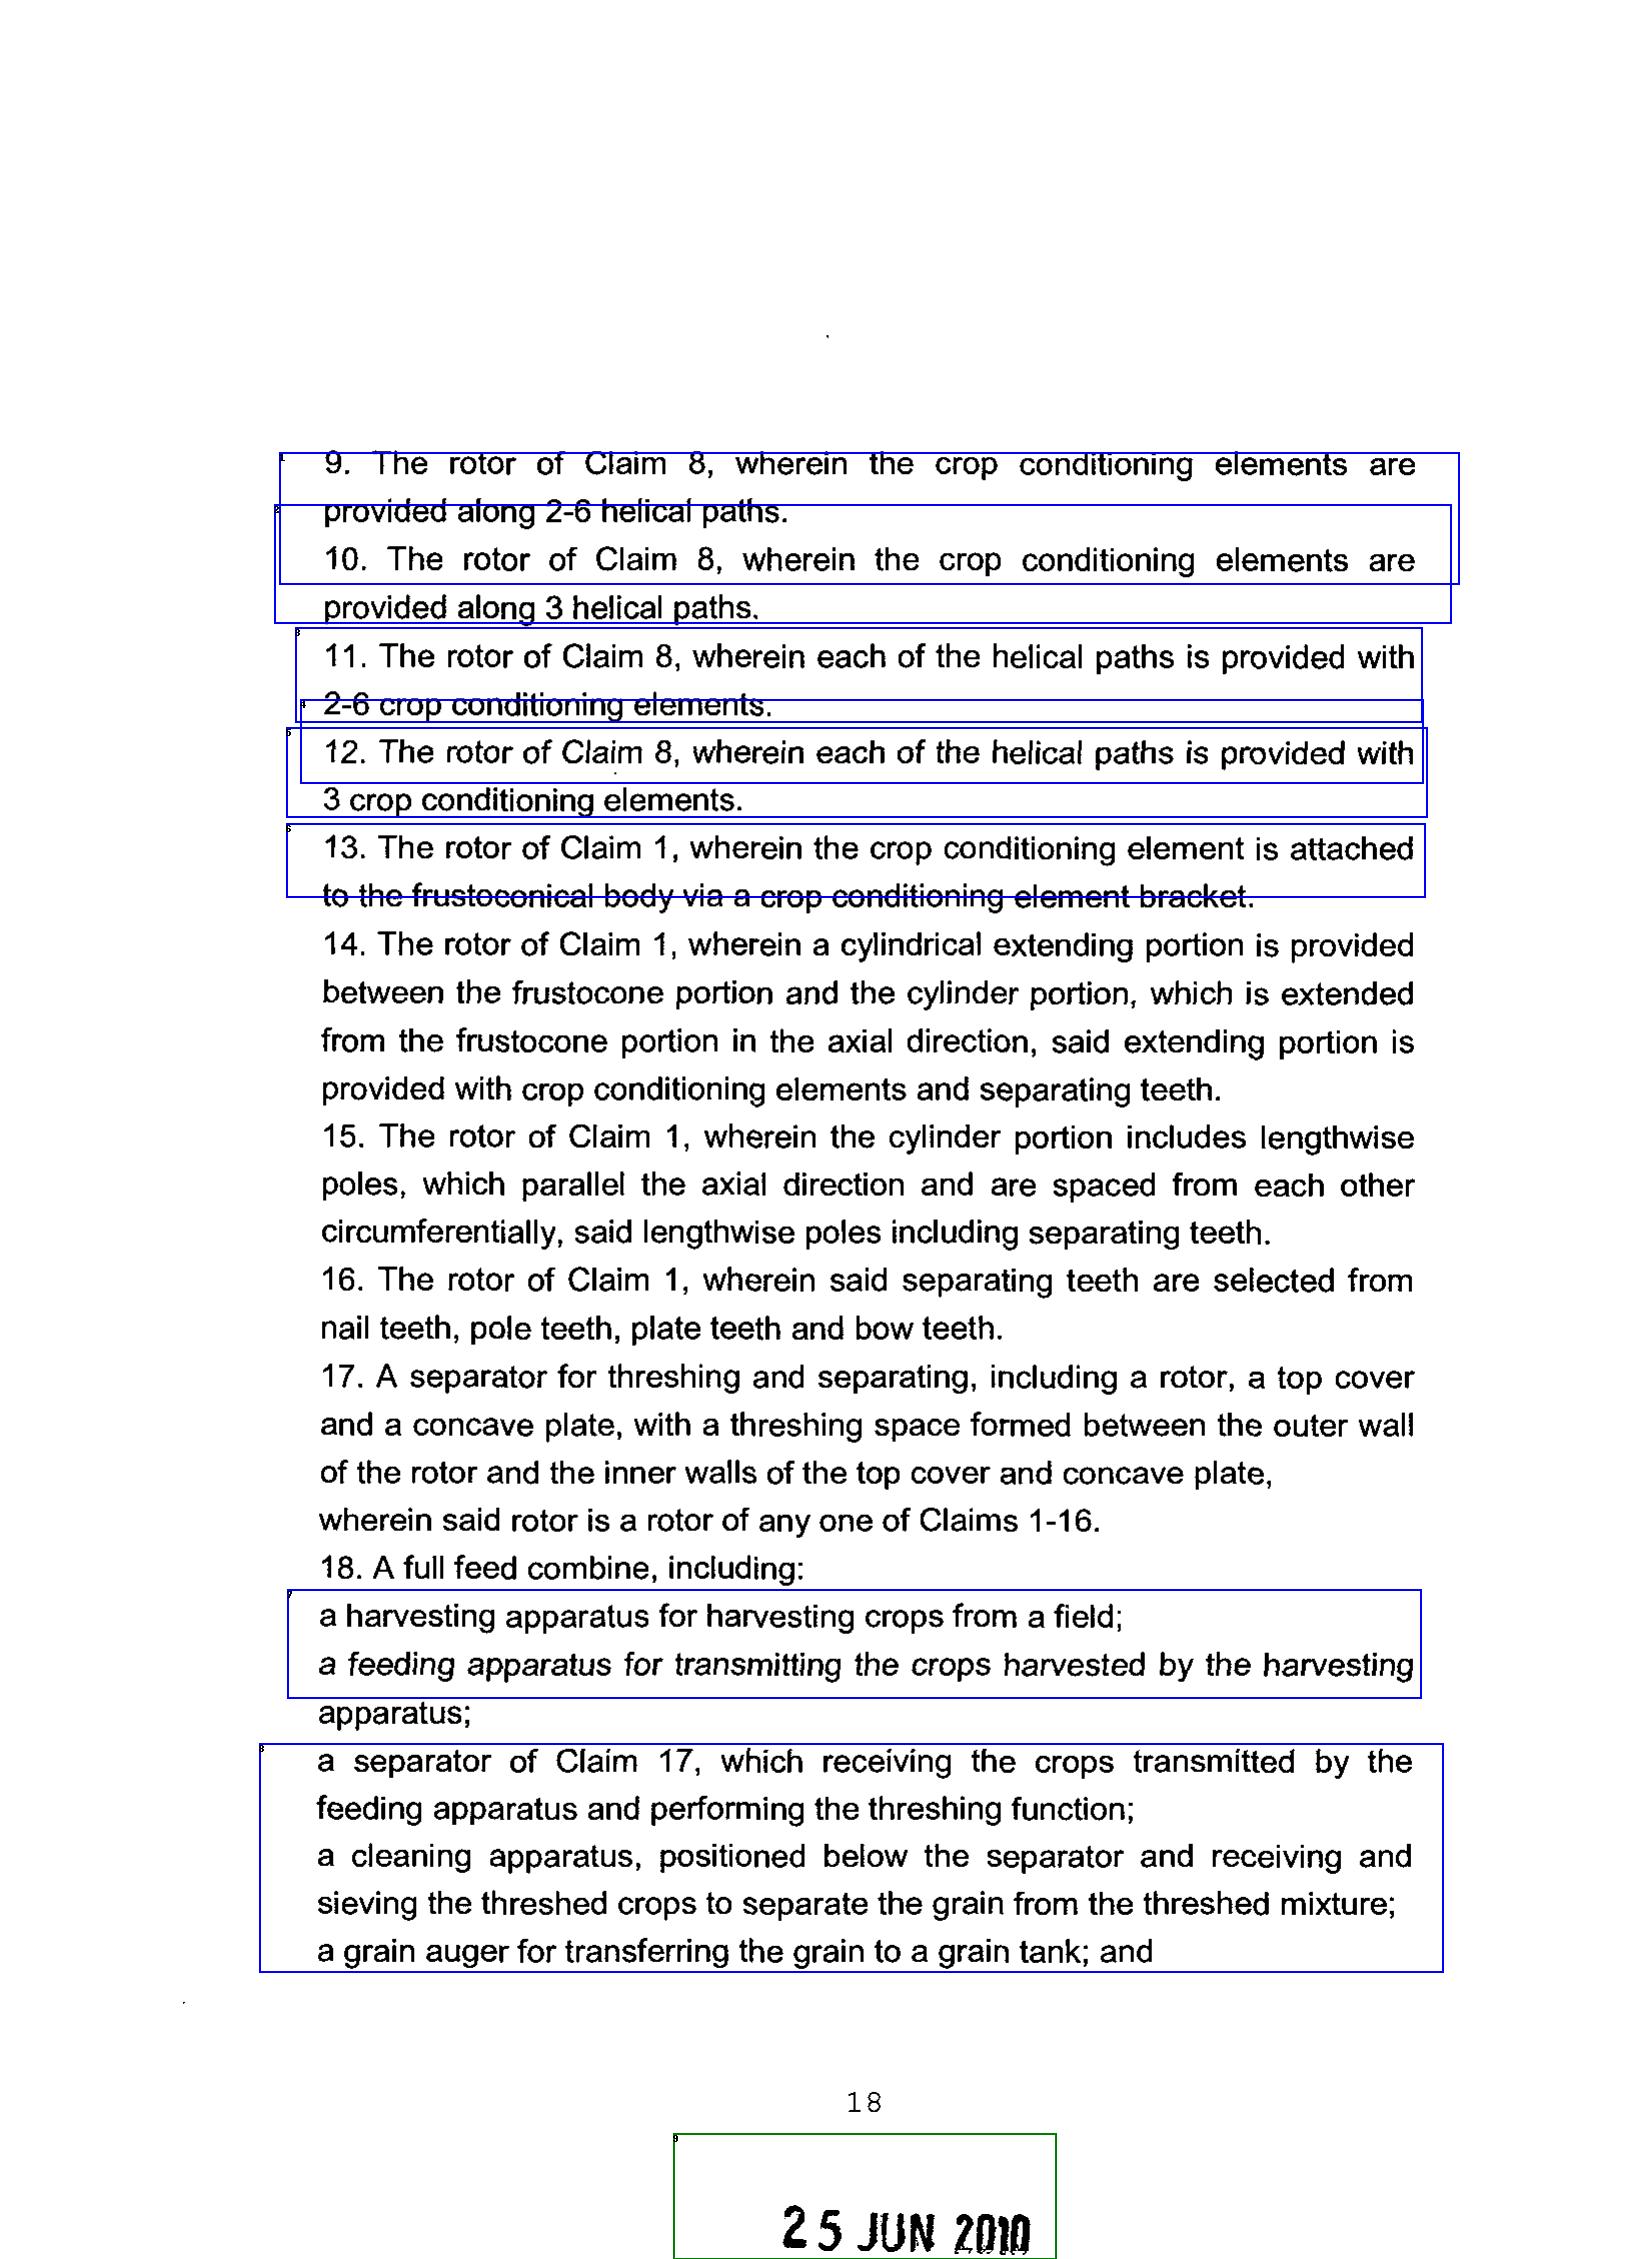 9. The rotor of Claim 8, wherein the crop conditioning elements are
provided along 2-6 helical paths.
10. The rotor of Claim 8, wherein the crop conditioning elements are
provided along 3 helical paths.
11. The rotor of Claim 8, wherein each of the helical paths is provided with
2-6 crop conditioning elements.
12. The rotor of Claim 8, wherein each of the helical paths is provided with
3 crop conditioning elements.
13. The rotor of Claim 1, wherein the crop conditioning element is attached
to the frustoconical body via a crop conditioning element bracket.
14. The rotor of Claim 1, wherein a cylindrical extending portion is provided
between the frustocone portion and the cylinder portion, which is extended
from the frustocone portion in the axial direction, said extending portion is
provided with crop conditioning elements and separating teeth.
15. The rotor of Claim 1, wherein the cylinder portion includes lengthwise
poles, which parallel the axial direction and are spaced from each other
circumferentially, said lengthwise poles including separating teeth.
16. The rotor of Claim 1, wherein said separating teeth are selected from
nail teeth, pole teeth, plate teeth and bow teeth.
17. A separator for threshing and separating, including a rotor, a top cover
and a concave plate, with a threshing space formed between the outer wall
of the rotor and the inner walls of the top cover and concave plate,
wherein said rotor is a rotor of any one of Claims 1-16.
18. A full feed combine, including:
a harvesting apparatus for harvesting crops from a field;
a feeding apparatus for transmitting the crops harvested by the harvesting
apparatus;
a separator of Claim 17, which receiving the crops transmitted by the
feeding apparatus and performing the threshing function;
a cleaning apparatus, positioned below the separator and receiving and
sieving the threshed crops to separate the grain from the threshed mixture;
a grain auger for transferring the grain to a grain tank; and
18
25 JUN 2010